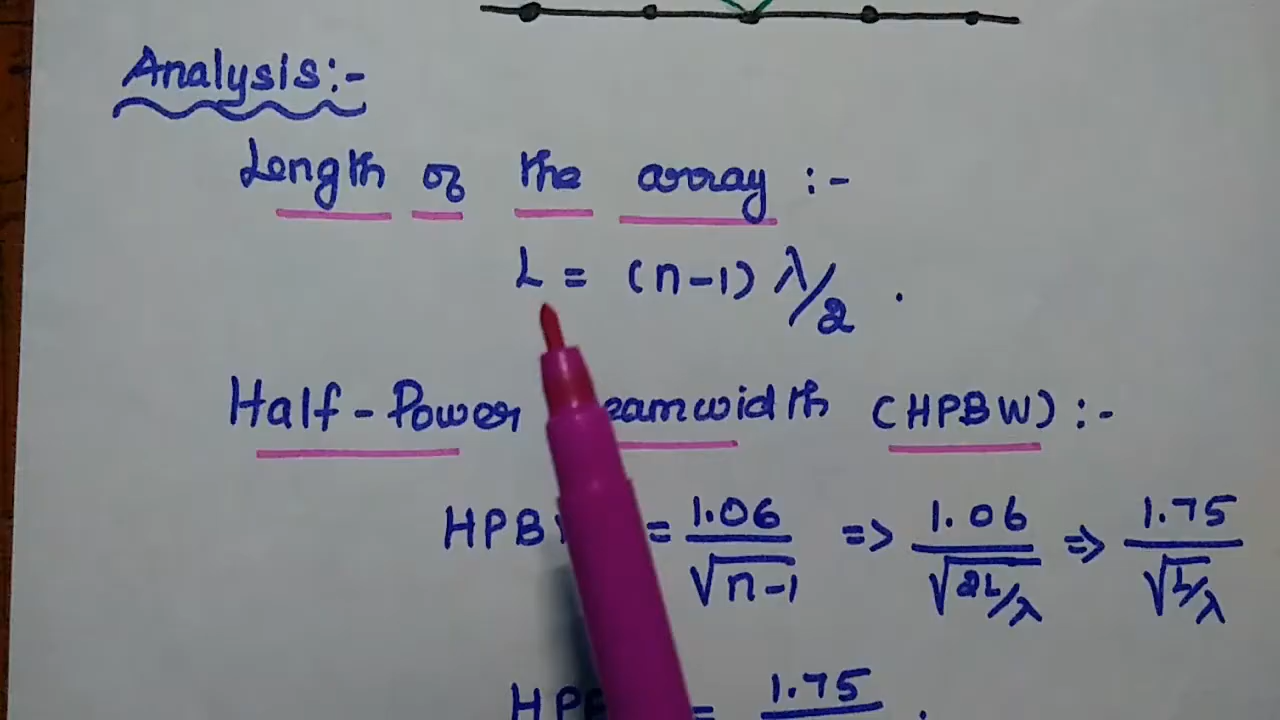 Analysis:-
Length of the array :-
L = (n-1) λ/2 .
Half-Power eamwidth (HPBW):-
HPB = 1.06/√n-1 => 1.06/√2L/λ => 1.75/√L/λ
HPB = 1.75 .